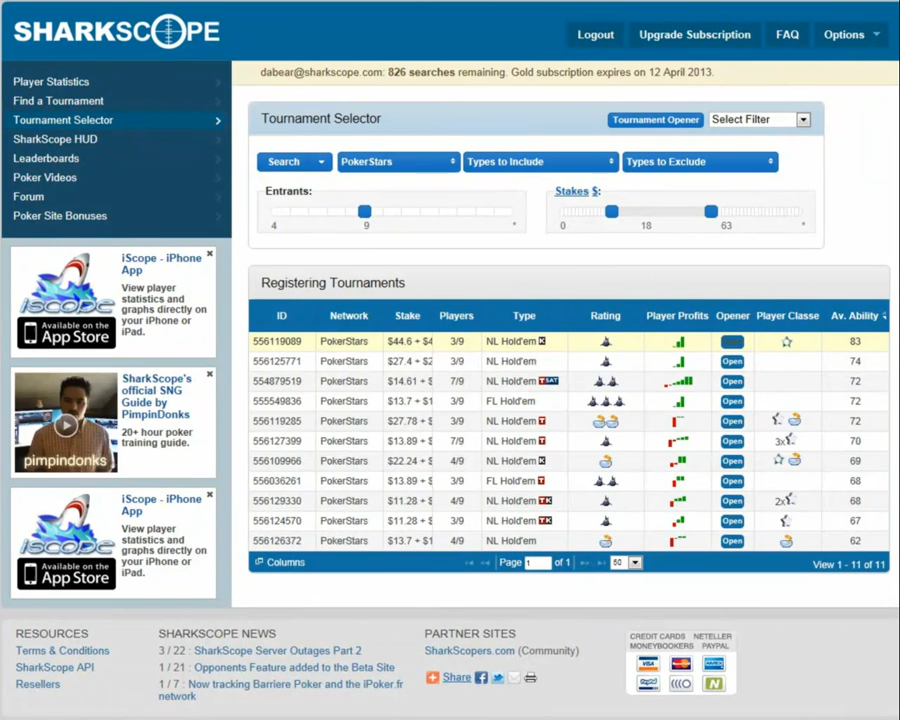 SHARKSCOPE
Logout
Upgrade Subscription
FAQ
Options
dabear@sharkscope.com: 826 searches remaining. Gold subscription expires on 12 April 2013.
Player Statistics
Find a Tournament
Tournament Selector
SharkScope HUD
Leaderboards
Poker Videos
Forum
Poker Site Bonuses
iScope - iPhone App
View player
statistics and
graphs directly on
your iPhone or
iPad.
iscope
Available on the
App Store
SharkScope's
official SNG
Guide by
PimpinDonks
20+ hour poker
training guide.
pimpindonks
iScope - iPhone App
View player
statistics and
graphs directly on
your iPhone or
iPad.
iscope
Available on the
App Store
Tournament Selector
Tournament Opener
Select Filter
Search
PokerStars
Types to Include
Types to Exclude
Entrants:
4 9 *
Stakes $:
0 18 63 *
Registering Tournaments
ID Network Stake Players Type Rating Player Profits Opener Player Classe Av. Ability
556119089 PokerStars $44.6 + $4 3/9 NL Hold'em K 83
556125771 PokerStars $27.4 + $2 3/9 NL Hold'em Open 74
554879519 PokerStars $14.61 + $ 7/9 NL Hold'em T SAT Open 72
555549836 PokerStars $13.7 + $1 3/9 FL Hold'em Open 72
556119285 PokerStars $27.78 + $ 3/9 NL Hold'em T Open 72
556127399 PokerStars $13.89 + $ 7/9 NL Hold'em T Open 3x 70
556109966 PokerStars $22.24 + $ 4/9 NL Hold'em K Open 69
556036261 PokerStars $13.89 + $ 3/9 FL Hold'em T Open 68
556129330 PokerStars $11.28 + $ 4/9 NL Hold'em TK Open 2x 68
556124570 PokerStars $11.28 + $ 3/9 NL Hold'em TK Open 67
556126372 PokerStars $13.7 + $1 4/9 NL Hold'em Open 62
Columns
Page 1 of 1
50
View 1 - 11 of 11
RESOURCES
Terms & Conditions
SharkScope API
Resellers
SHARKSCOPE NEWS
3 / 22 : SharkScope Server Outages Part 2
1 / 21 : Opponents Feature added to the Beta Site
1 / 7 : Now tracking Barriere Poker and the iPoker.fr
network
PARTNER SITES
SharkScopers.com (Community)
Share
CREDIT CARDS NETELLER
MONEYBOOKERS PAYPAL
VISA